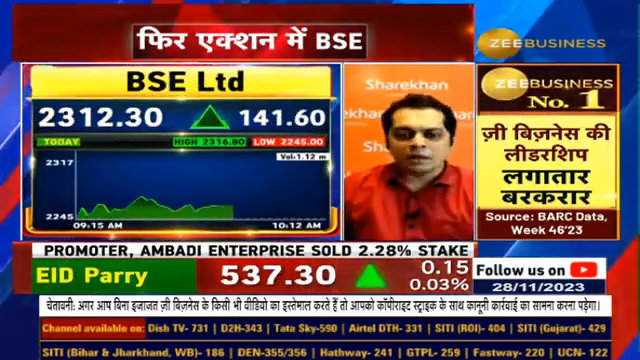 फिर एक्शन में BSE
ZEEBUSINESS
BSE Ltd
2312.30 141.60
TODAY HIGH 2316.80 LOW 2245.00
Vol:1.12 m
2317
2245
09:15 AM 10:12 AM
Sharekhan
Sharekhan
ZEEBUSINESS
No. 1
ज़ी बिज़नेस की
लीडरशिप
लगातार
बरकरार
Source: BARC Data,
Week 46'23
PROMOTER, AMBADI ENTERPRISE SOLD 2.28% STAKE
EID Parry 537.30 0.15
0.03%
Follow us on
28/11/2023
चेतावनी: अगर आप बिना इजाजत ज़ी बिज़नेस के किसी भी वीडियो का इस्तेमाल करते हैं तो आपको कॉपीराइट स्ट्राइक के साथ कानूनी कार्रवाई का सामना करना पड़ेगा।
Channel available on: Dish TV- 731 | D2H-343 | Tata Sky-590 | Airtel DTH- 331 | SITI (ROI) - 404 | SITI (Gujarat) - 429
SITI (Bihar & Jharkhand, WB)- 186 | DEN-355/356 | Hathway- 241 | GTPL- 259 | Fastway- 220 | UCN- 122